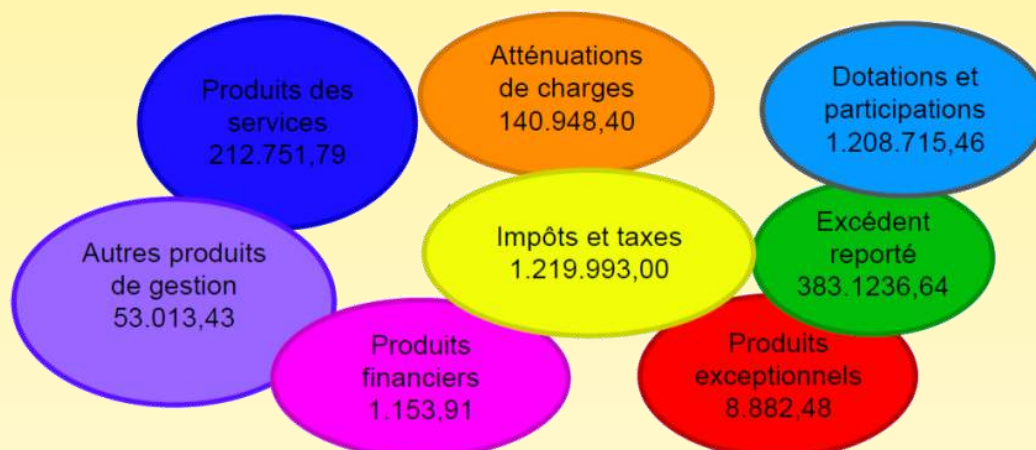 Produits des
services
212.751,79
Atténuations
de charges
140.948,40
Dotations et
participations
1.208.715,46
Autres produits
de gestion
53.013,43
Impôts et taxes
1.219.993,00
Excédent
reporté
383.1236,64
Produits
financiers
1.153,91
Produits
exceptionnels
8.882,48